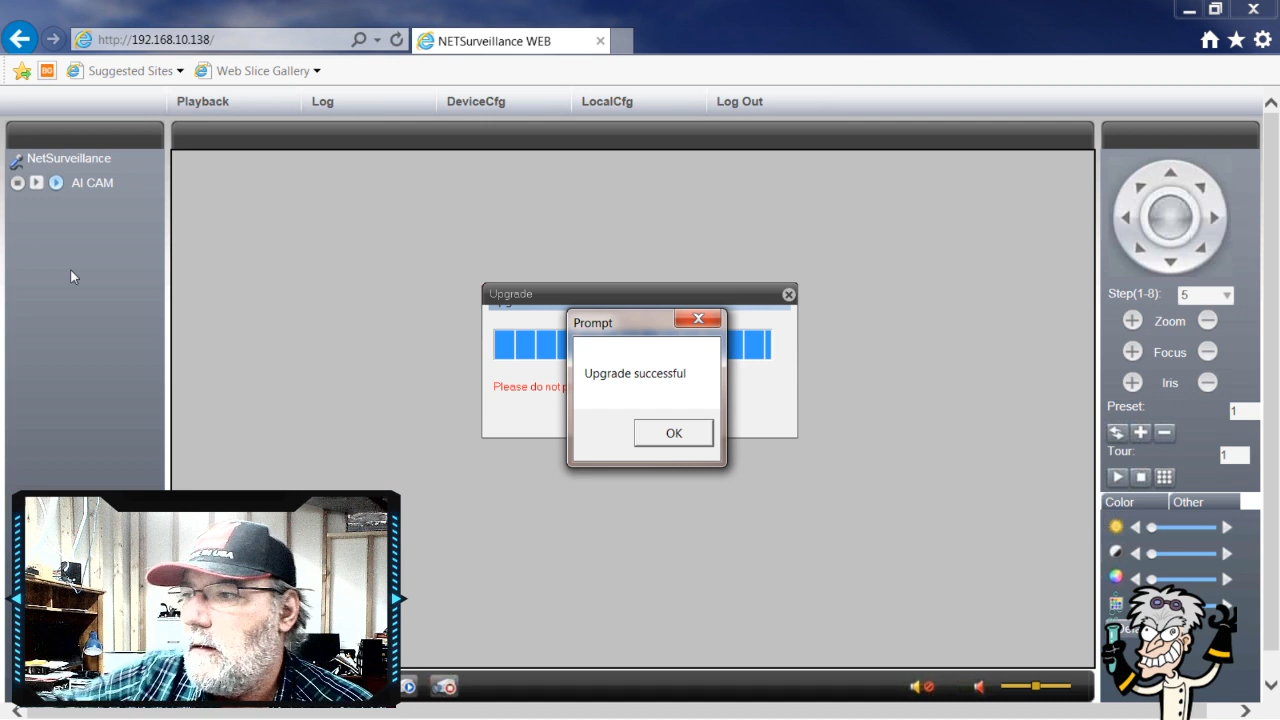 http://192.168.10.138/
NETSurveillance WEB
BG
Suggested Sites
Web Slice Gallery
Playback
Log
DeviceCfg
LocalCfg
Log Out
NetSurveillance
AI CAM
Upgrade
Prompt
Upgrade successful
Please do not p
OK
Step(1-8):
5
Zoom
Focus
Iris
Preset:
1
Tour:
1
Color
Other
USA